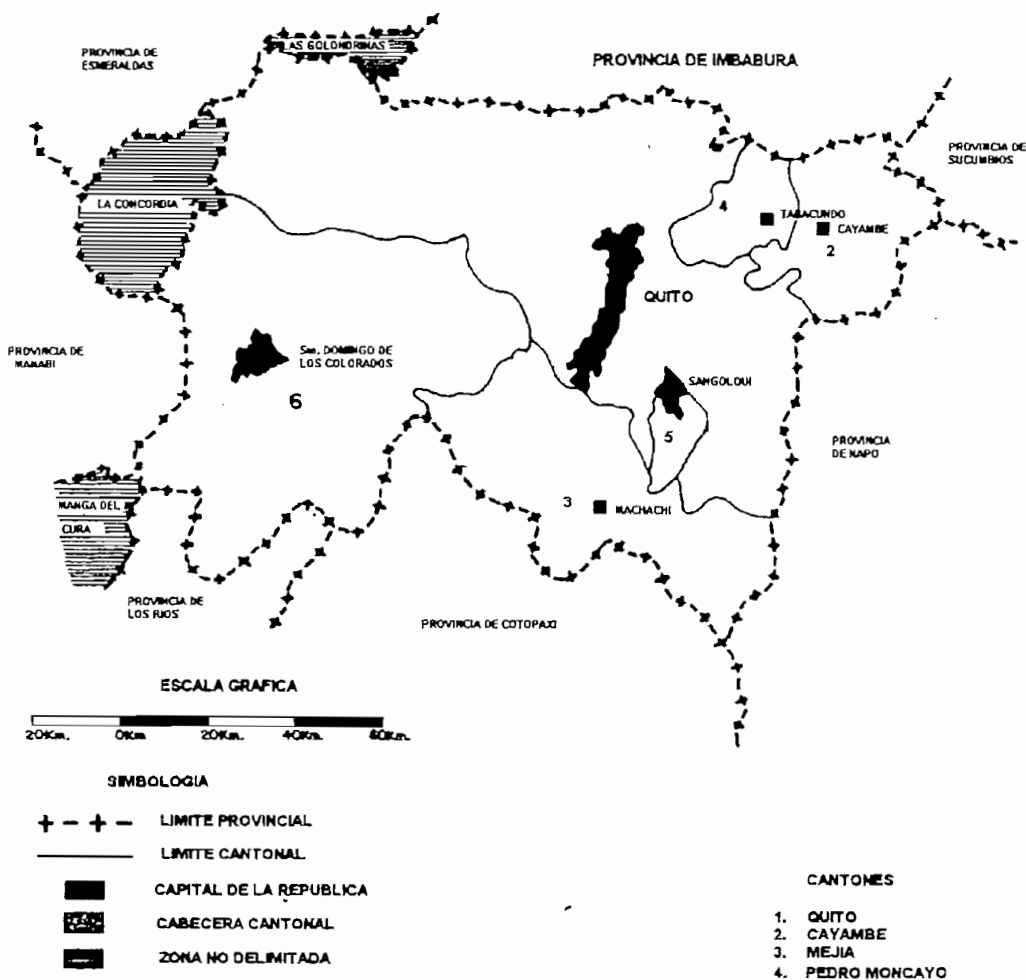 LAS GOLONDRINAS
PROVINCIA DE
ESMERALDAS
PROVINCIA DE IMBABURA
PROVINCIA DE
SUCUMBIOS
LA CONCORDIA
4
TABACUNDO
CAYAMBE
2
QUITO
PROVINCIA DE
MANABI
Sto. DOMINGO DE
LOS COLORADOS
6
SANGOLQUI
5
PROVINCIA
DE NAPO
MANGA DEL
CURA
3
MACHACHI
PROVINCIA DE
LOS RIOS
PROVINCIA DE COTOPAXI
ESCALA GRAFICA
20Km. 0Km 20Km. 40Km. 60Km.
SIMBOLOGIA
LIMITE PROVINCIAL
LIMITE CANTONAL
CAPITAL DE LA REPUBLICA
CABECERA CANTONAL
ZONA NO DELIMITADA
CANTONES
1. QUITO
2. CAYAMBE
3. MEJIA
4. PEDRO MONCAYO